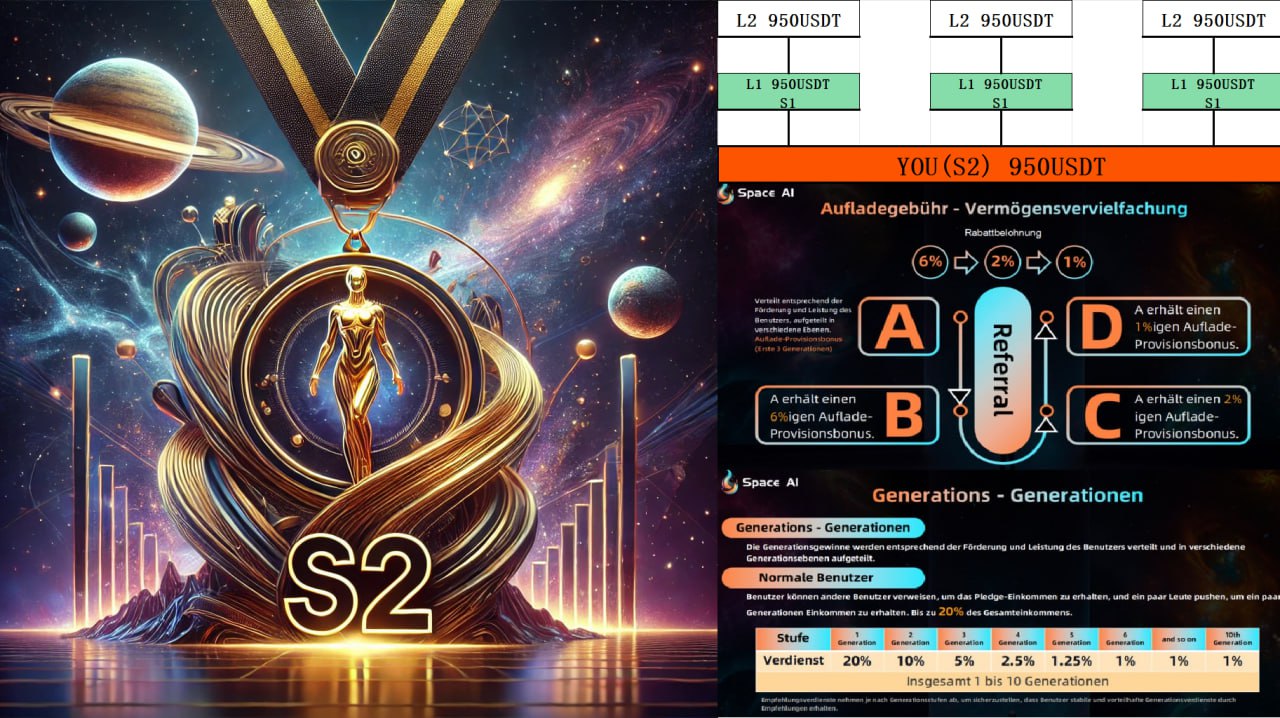 S2
L2 950USDT
L2 950USDT
L2 950USDT
L1 950USDT
S1
L1 950USDT
S1
L1 950USDT
S1
YOU(S2) 950USDT
Space AI
Aufladegebühr - Vermögensvervielfachung
Rabattbelohnung
6%
2%
1%
Verteilt entsprechend der
Förderung und Leistung des
Benutzers, aufgeteilt in
verschiedene Ebenen.
Auflade-Provisionsbonus
(Erste 3 Generationen)
A
Referral
D
A erhält einen
1%igen Auflade-
Provisionsbonus.
A erhält einen
6%igen Auflade-
Provisionsbonus.
B
C
A erhält einen 2%
igen Auflade-
Provisionsbonus.
Space AI
Generations - Generationen
Generations - Generationen
Die Generationsgewinne werden entsprechend der Förderung und Leistung des Benutzers verteilt und in verschiedene
Generationsebenen aufgeteilt.
Normale Benutzer
Benutzer können andere Benutzer verweisen, um das Pledge-Einkommen zu erhalten, und ein paar Leute pushen, um ein paar
Generationen Einkommen zu erhalten. Bis zu 20% des Gesamteinkommens.
Stufe 1 Generation 2 Generation 3 Generation 4 Generation 5 Generation 6 Generation and so on 10th Generation
Verdienst 20% 10% 5% 2.5% 1.25% 1% 1% 1%
Insgesamt 1 bis 10 Generationen
Empfehlungsverdienste nehmen je nach Generationsstufen ab, um sicherzustellen, dass Benutzer stabile und vorteilhafte Generationsverdienste durch
Empfehlungen erhalten.